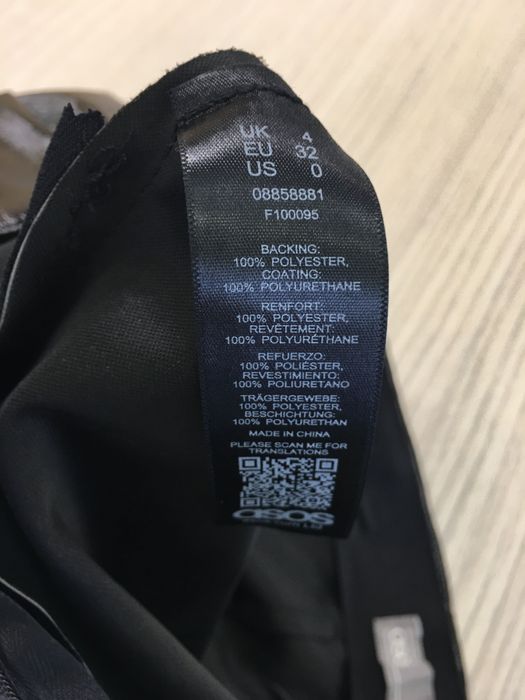 UK 4
EU 32
US 0
08858881
F100095
BACKING:
100% POLYESTER,
COATING:
100% POLYURETHANE
RENFORT:
100% POLYESTER,
REVÊTEMENT:
100% POLYURÉTHANE
REFUERZO:
100% POLIÉSTER,
REVESTIMIENTO:
100% POLIURETANO
TRÄGERGEWEBE:
100% POLYESTER,
BESCHICHTUNG:
100% POLYURETHAN
MADE IN CHINA
PLEASE SCAN ME FOR
TRANSLATIONS
asos